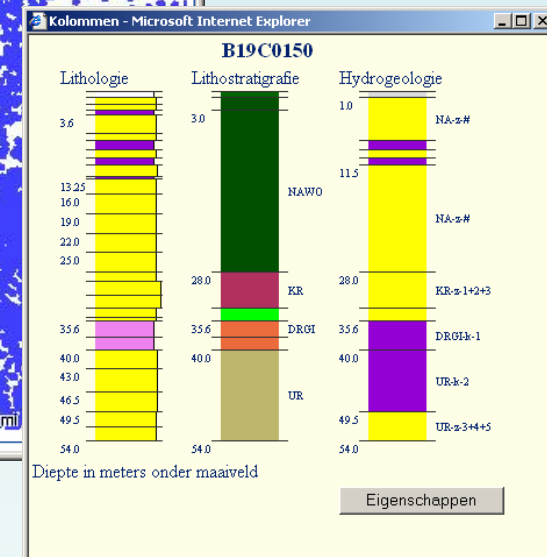 Kolommen - Microsoft Internet Explorer
B19C0150
Lithologie Lithostratigrafie Hydrogeologie
3.6
13.25
16.0
19.0
22.0
25.0
35.6
40.0
43.0
46.5
49.5
54.0
3.0
NAWO
28.0
KR
35.6
DRGI
40.0
UR
54.0
1.0
NA-z-#
11.5
NA-z-#
28.0
KR-z-1+2+3
35.6
DRGI-k-1
40.0
UR-k-2
49.5
UR-z-3+4+5
54.0
Diepte in meters onder maaiveld
Eigenschappen
mi